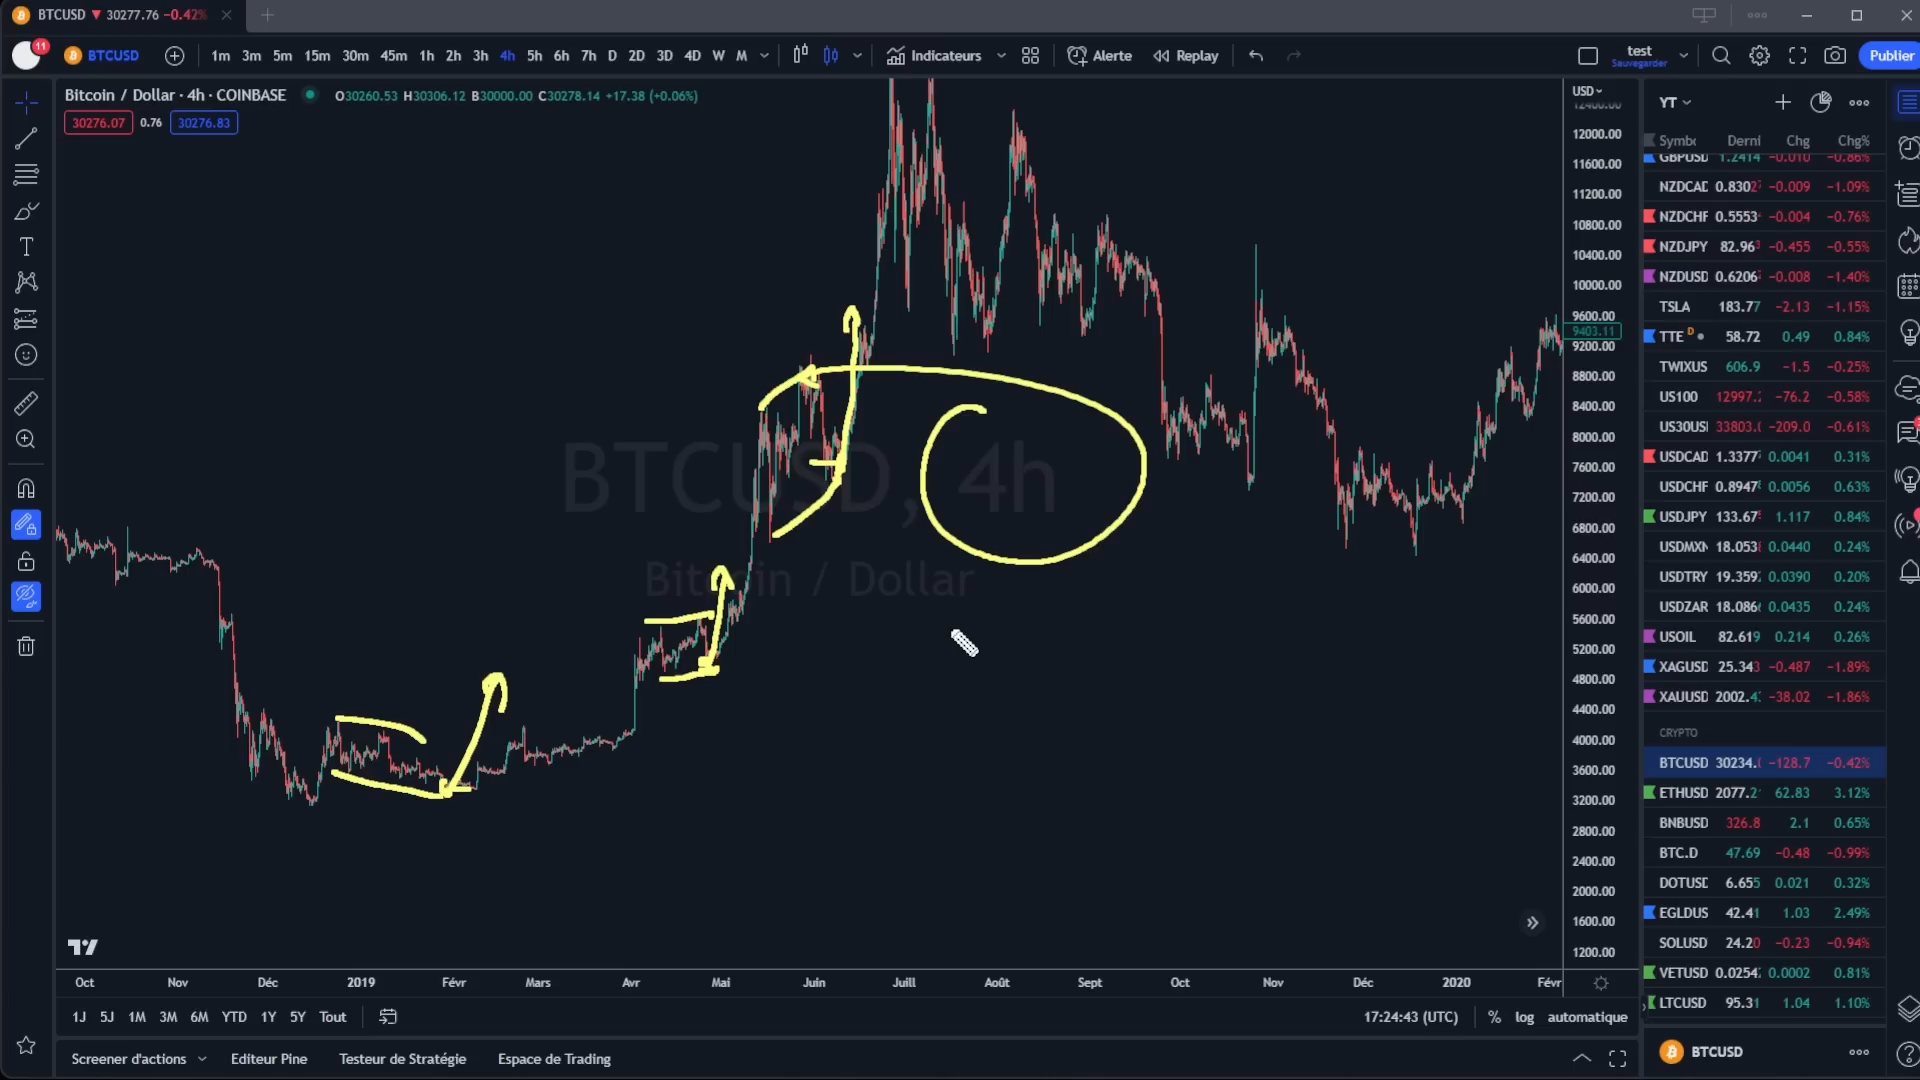 BTCUSD ▼ 30277.76 −0.42%
11
BTCUSD 1m 3m 5m 15m 30m 45m 1h 2h 3h 4h 5h 6h 7h D 2D 3D 4D W M Indicateurs Alerte Replay test Publier
Sauvegarder
Bitcoin / Dollar · 4h · COINBASE O30260.53 H30306.12 B30000.00 C30278.14 +17.38 (+0.06%)
30276.07 0.76 30276.83
BTCUSD, 4h
Bitcoin / Dollar
USD
12400.00
12000.00
11600.00
11200.00
10800.00
10400.00
10000.00
9600.00
9403.11
9200.00
8800.00
8400.00
8000.00
7600.00
7200.00
6800.00
6400.00
6000.00
5600.00
5200.00
4800.00
4400.00
4000.00
3600.00
3200.00
2800.00
2400.00
2000.00
1600.00
1200.00
Oct Nov Déc 2019 Févr Mars Avr Mai Juin Juill Août Sept Oct Nov Déc 2020 Févr
1J 5J 1M 3M 6M YTD 1Y 5Y Tout 17:24:43 (UTC) % log automatique
Screener d'actions Editeur Pine Testeur de Stratégie Espace de Trading
YT
Symbo Derni Chg Chg%
GBPUSD 1.2414 −0.010 −0.86%
NZDCAD 0.8302 −0.009 −1.09%
NZDCHF 0.5553 −0.004 −0.76%
NZDJPY 82.96 −0.455 −0.55%
NZDUSD 0.6206 −0.008 −1.40%
TSLA 183.77 −2.13 −1.15%
TTE D 58.72 0.49 0.84%
TWIXUS 606.9 −1.5 −0.25%
US100 12997. −76.2 −0.58%
US30USI 33803.0 −209.0 −0.61%
USDCAD 1.3377 0.0041 0.31%
USDCHF 0.8947 0.0056 0.63%
USDJPY 133.67 1.117 0.84%
USDMXN 18.053 0.0440 0.24%
USDTRY 19.359 0.0390 0.20%
USDZAR 18.086 0.0435 0.24%
USOIL 82.619 0.214 0.26%
XAGUSD 25.343 −0.487 −1.89%
XAUUSD 2002.4 −38.02 −1.86%
CRYPTO
BTCUSD 30234. −128.7 −0.42%
ETHUSD 2077.2 62.83 3.12%
BNBUSD 326.8 2.1 0.65%
BTC.D 47.69 −0.48 −0.99%
DOTUSD 6.655 0.021 0.32%
EGLDUS 42.41 1.03 2.49%
SOLUSD 24.20 −0.23 −0.94%
VETUSD 0.0254 0.0002 0.81%
LTCUSD 95.31 1.04 1.10%
BTCUSD